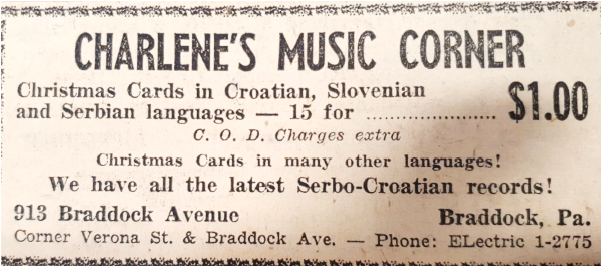 CHARLENE'S MUSIC CORNER
Christmas Cards in Croatian, Slovenian
and Serbian languages — 15 for ........................ $1.00
C. O. D. Charges extra
Christmas Cards in many other languages!
We have all the latest Serbo-Croatian records!
913 Braddock Avenue Braddock, Pa.
Corner Verona St. & Braddock Ave. — Phone: ELectric 1-2775